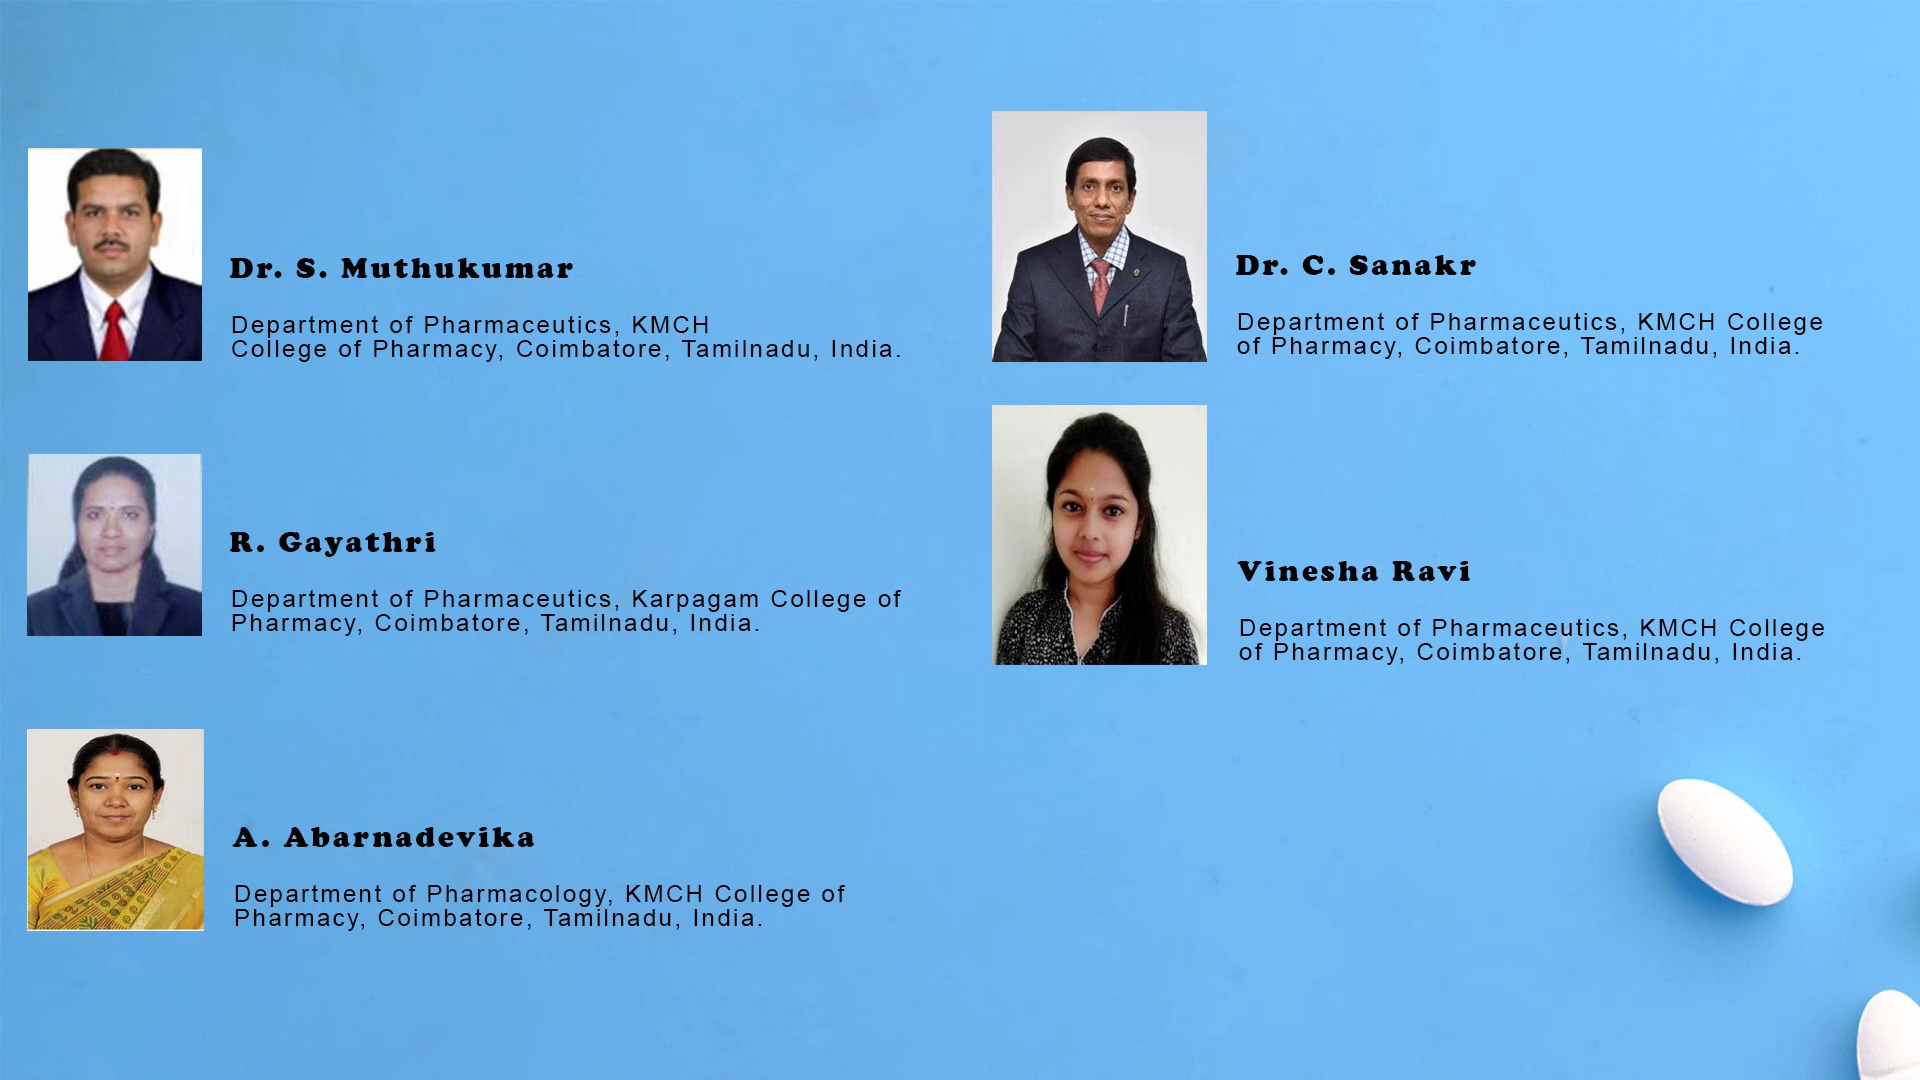 Dr. S. Muthukumar
Department of Pharmaceutics, KMCH
College of Pharmacy, Coimbatore, Tamilnadu, India.
R. Gayathri
Department of Pharmaceutics, Karpagam College of
Pharmacy, Coimbatore, Tamilnadu, India.
A. Abarnadevika
Department of Pharmacology, KMCH College of
Pharmacy, Coimbatore, Tamilnadu, India.
Dr. C. Sanakr
Department of Pharmaceutics, KMCH College
of Pharmacy, Coimbatore, Tamilnadu, India.
Vinesha Ravi
Department of Pharmaceutics, KMCH College
of Pharmacy, Coimbatore, Tamilnadu, India.